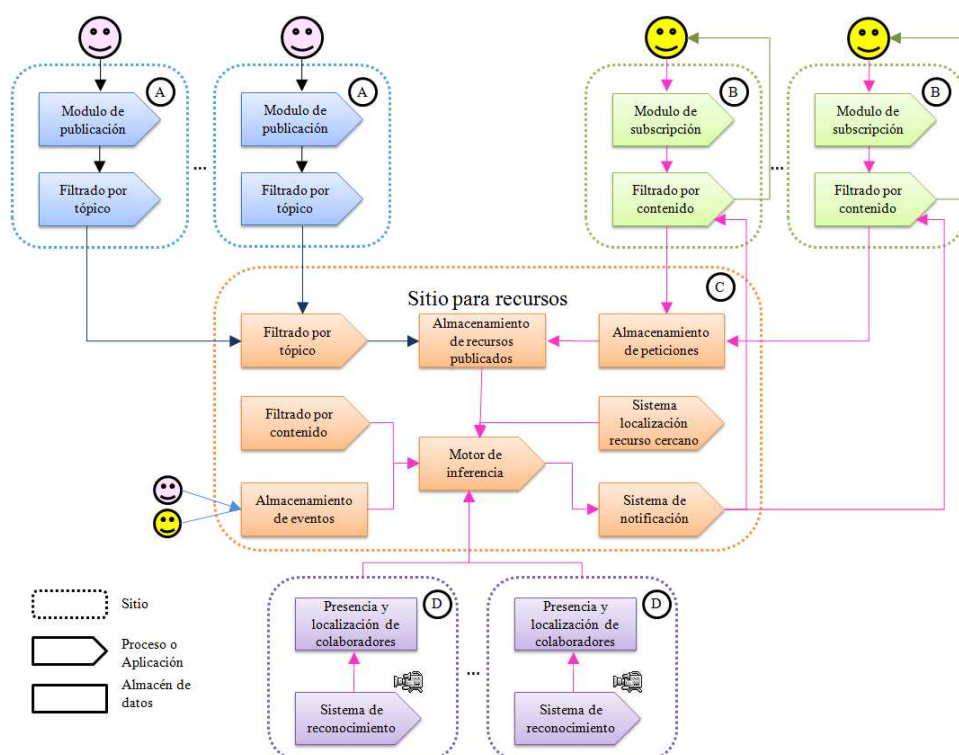 A
A
B
B
Modulo de
publicación
Modulo de
publicación
Modulo de
subscripción
Modulo de
subscripción
...
...
Filtrado por
tópico
Filtrado por
tópico
Filtrado por
contenido
Filtrado por
contenido
C
Sitio para recursos
Filtrado por
tópico
Almacenamiento
de recursos
publicados
Almacenamiento
de peticiones
Filtrado por
contenido
Sistema
localización
recurso cercano
Motor de
inferencia
Almacenamiento
de eventos
Sistema de
notificación
D
D
Presencia y
localización de
colaboradores
Presencia y
localización de
colaboradores
...
Sistema de
reconocimiento
Sistema de
reconocimiento
Sitio
Proceso o
Aplicación
Almacén de
datos